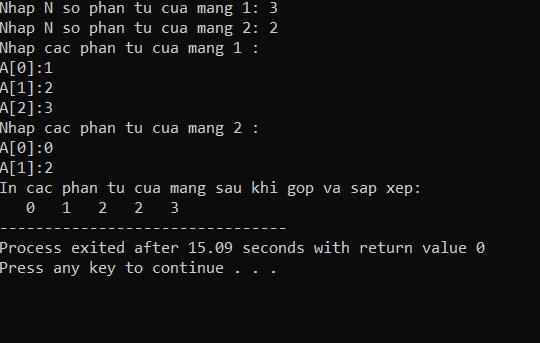 Nhap N so phan tu cua mang 1: 3
Nhap N so phan tu cua mang 2: 2
Nhap cac phan tu cua mang 1 :
A[0]:1
A[1]:2
A[2]:3
Nhap cac phan tu cua mang 2 :
A[0]:0
A[1]:2
In cac phan tu cua mang sau khi gop va sap xep:
   0   1   2   2   3
--------------------------------
Process exited after 15.09 seconds with return value 0
Press any key to continue . . .